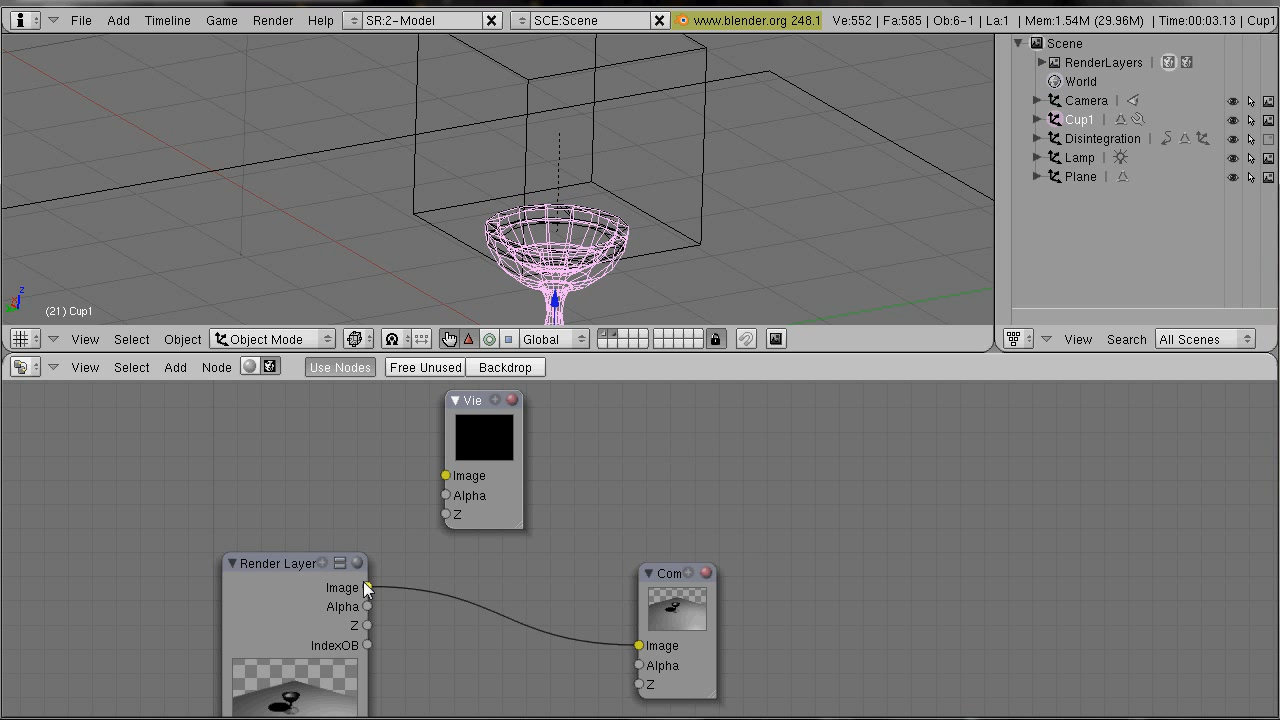 File Add Timeline Game Render Help SR:2-Model SCE:Scene www.blender.org 248.1 Ve:552 | Fa:585 | Ob:6-1 | La:1 | Mem:1.54M (23.96M) | Time:00:03.13 | Cup1
Scene
RenderLayers
World
Camera
Cup1
Disintegration
Lamp
Plane
z
(21) Cup1
View Select Object Object Mode Global
View Search All Scenes
View Select Add Node Use Nodes Free Unused Backdrop
Vie
Image
Alpha
Z
Render Layer
Image
Alpha
Z
IndexOB
Com
Image
Alpha
Z